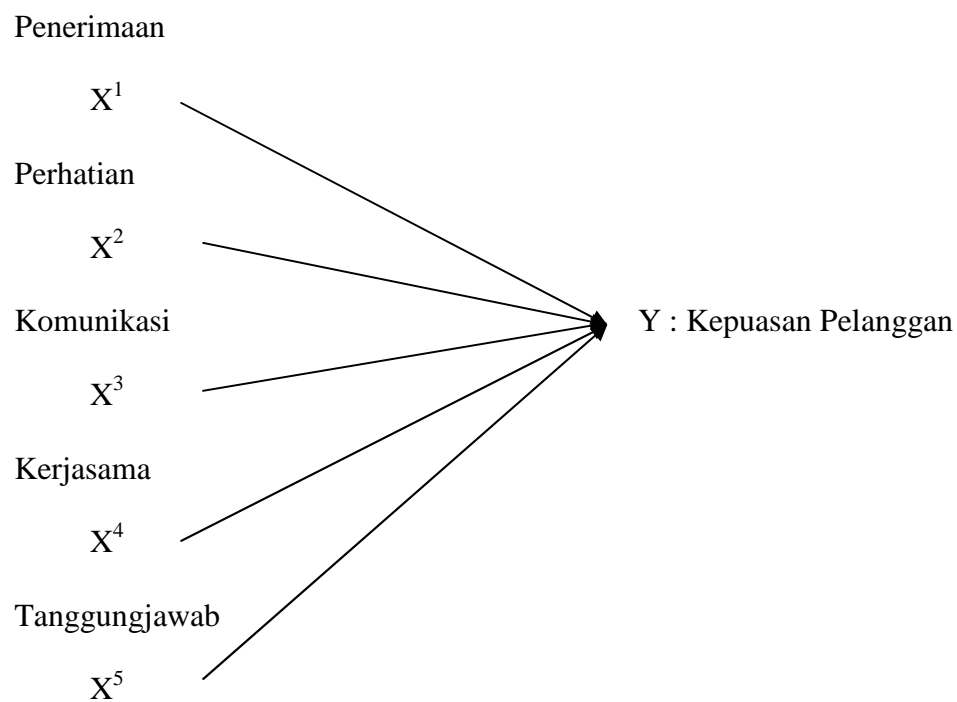 Penerimaan
X¹
Perhatian
X²
Komunikasi
Y : Kepuasan Pelanggan
X³
Kerjasama
X⁴
Tanggungjawab
X⁵